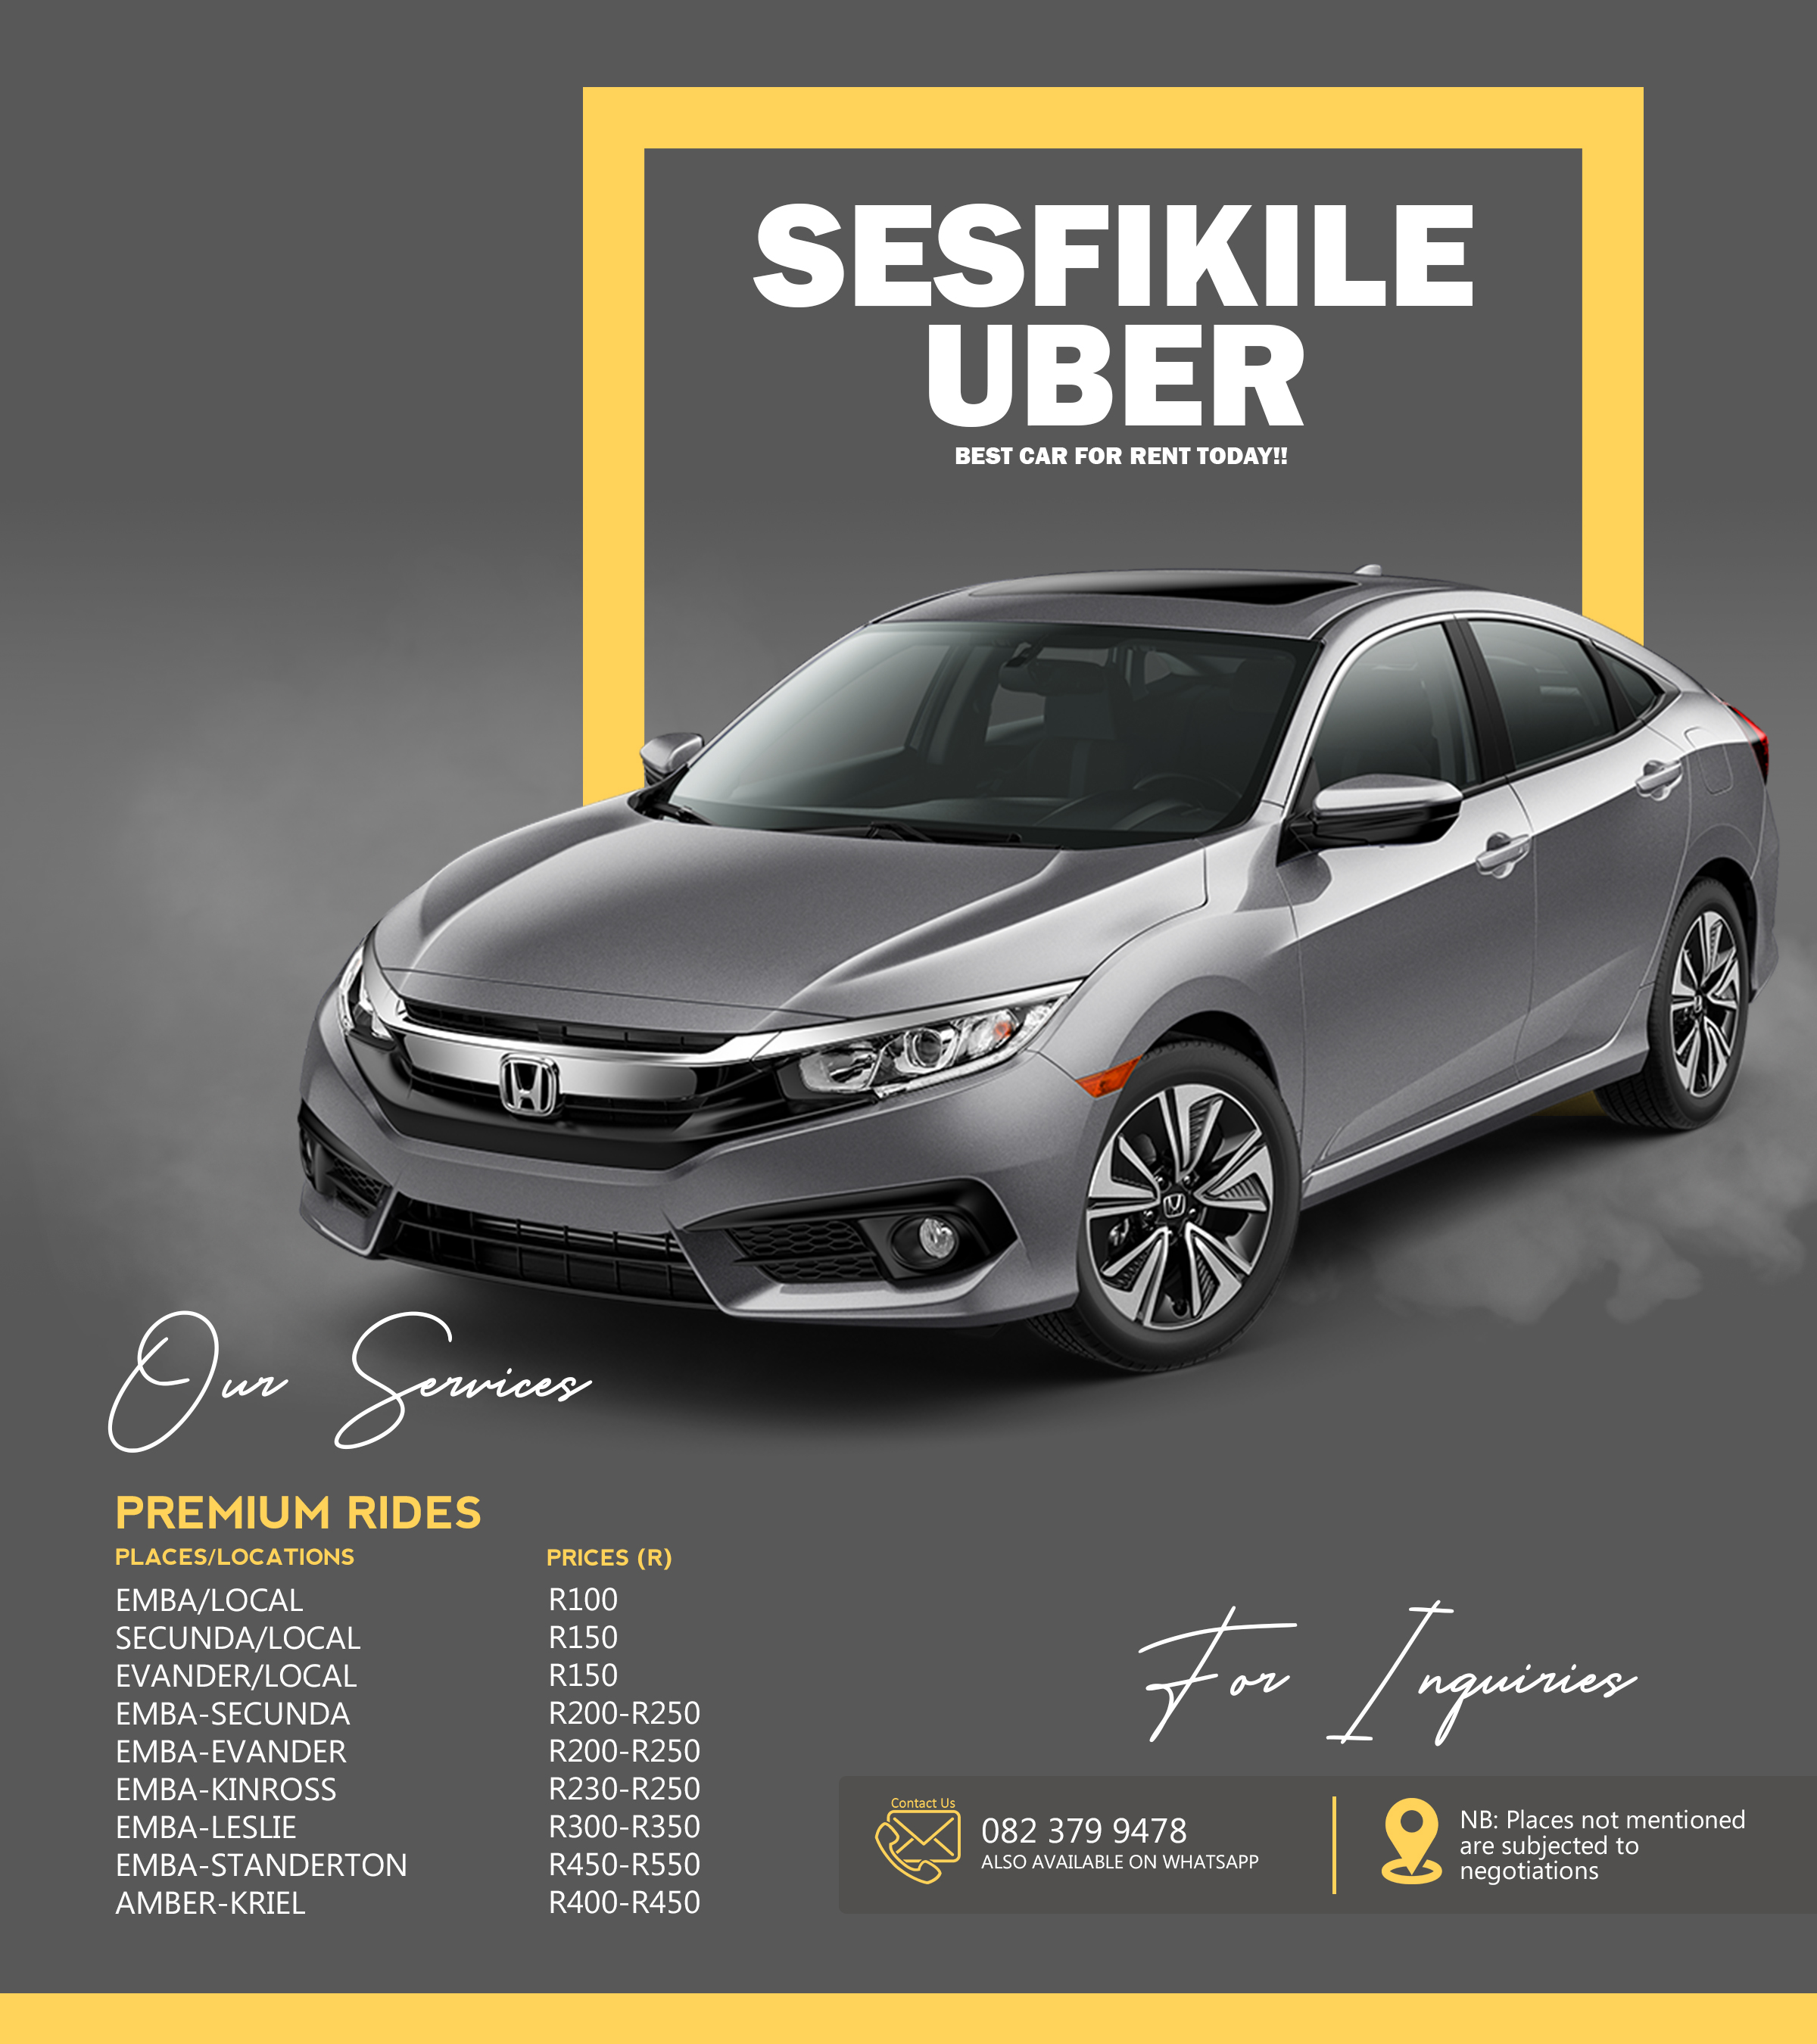 SESFIKILE
UBER
BEST CAR FOR RENT TODAY!!
Our Services
PREMIUM RIDES
PLACES/LOCATIONS PRICES (R)
EMBA/LOCAL R100
SECUNDA/LOCAL R150
EVANDER/LOCAL R150
EMBA-SECUNDA R200-R250
EMBA-EVANDER R200-R250
EMBA-KINROSS R230-R250
EMBA-LESLIE R300-R350
EMBA-STANDERTON R450-R550
AMBER-KRIEL R400-R450
For Inquiries
Contact Us
082 379 9478
ALSO AVAILABLE ON WHATSAPP
NB: Places not mentioned
are subjected to
negotiations